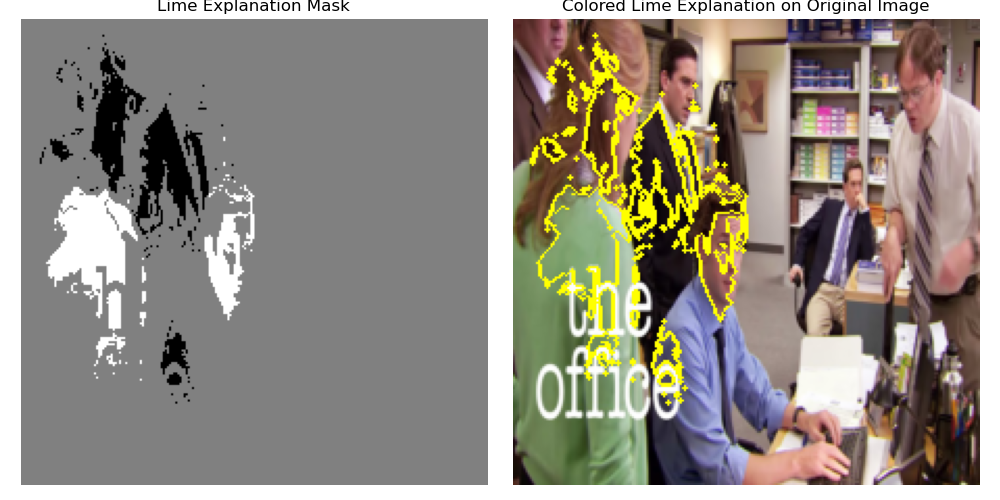 Lime Explanation Mask
Colored Lime Explanation on Original Image
the
office